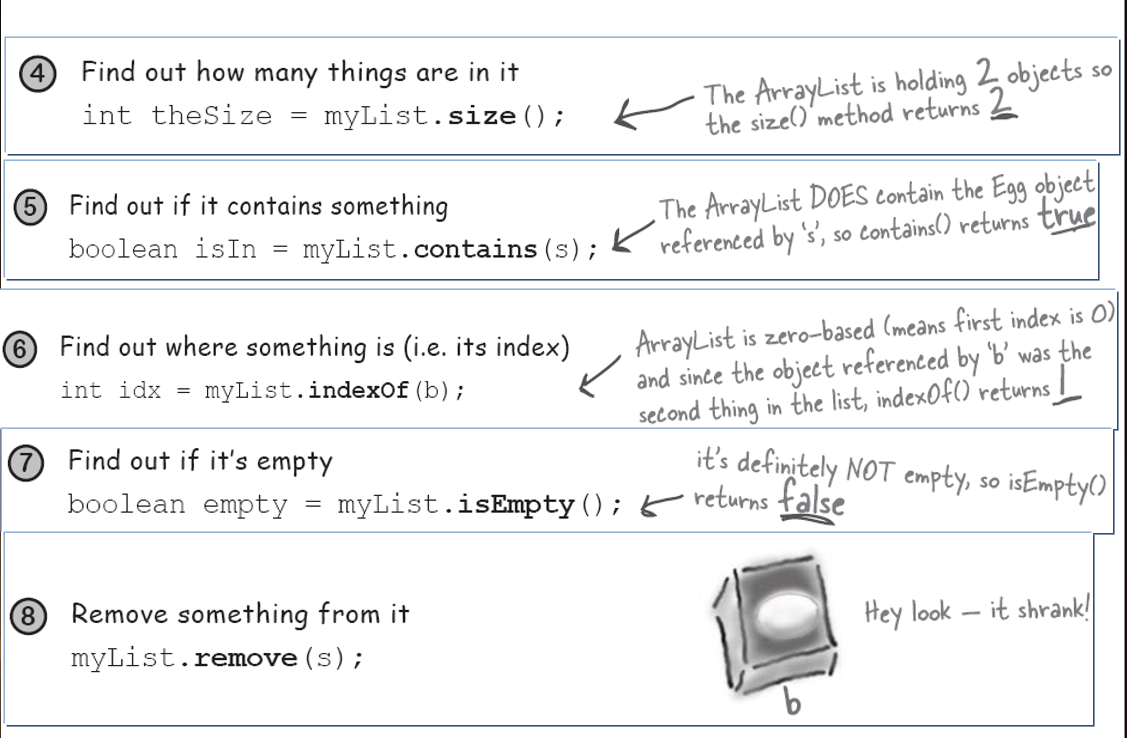 4 Find out how many things are in it
int theSize = myList.size();
The ArrayList is holding 2 objects so
the size() method returns 2
5 Find out if it contains something
boolean isIn = myList.contains(s);
The ArrayList DOES contain the Egg object
referenced by 's', so contains() returns true
6 Find out where something is (i.e. its index)
int idx = myList.indexOf(b);
ArrayList is zero-based (means first index is 0)
and since the object referenced by 'b' was the
second thing in the list, indexOf() returns 1
7 Find out if it's empty
boolean empty = myList.isEmpty();
it's definitely NOT empty, so isEmpty()
returns false
8 Remove something from it
myList.remove(s);
Hey look – it shrank!
b